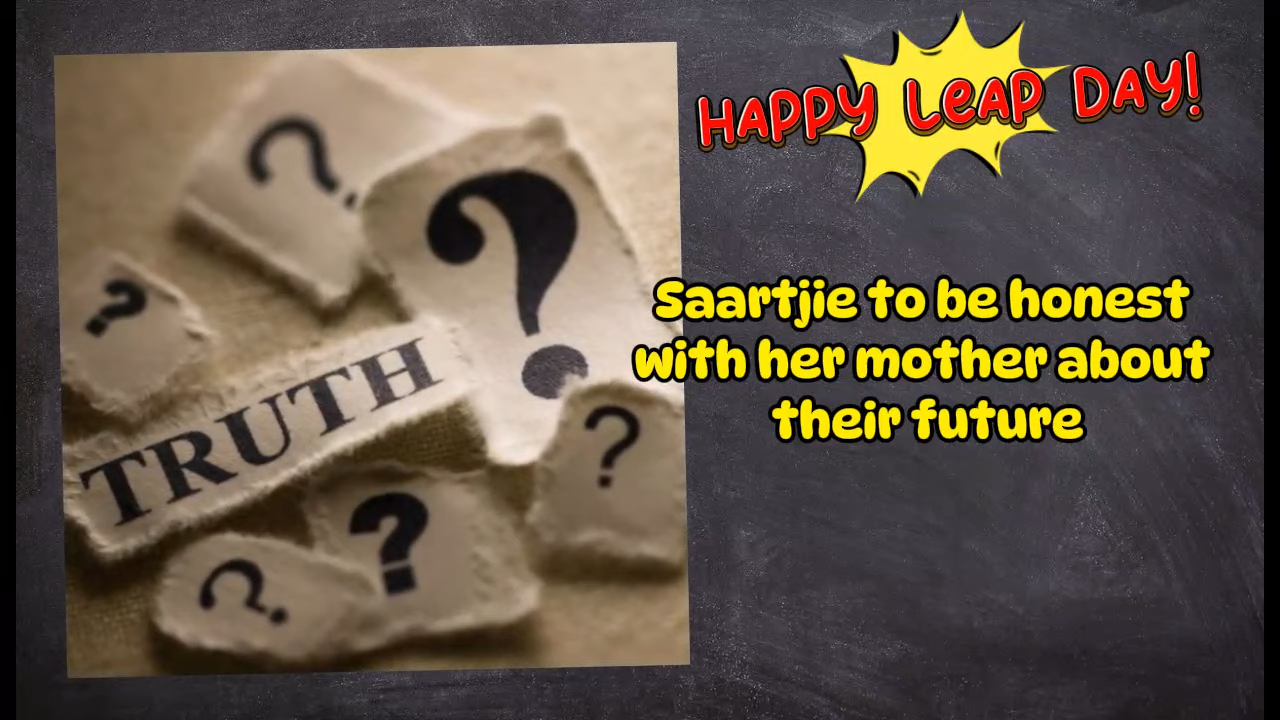 HAPPY LEAP DAY!
Saartjie to be honest
with her mother about
their future
?
?
?
TRUTH
?
?
?